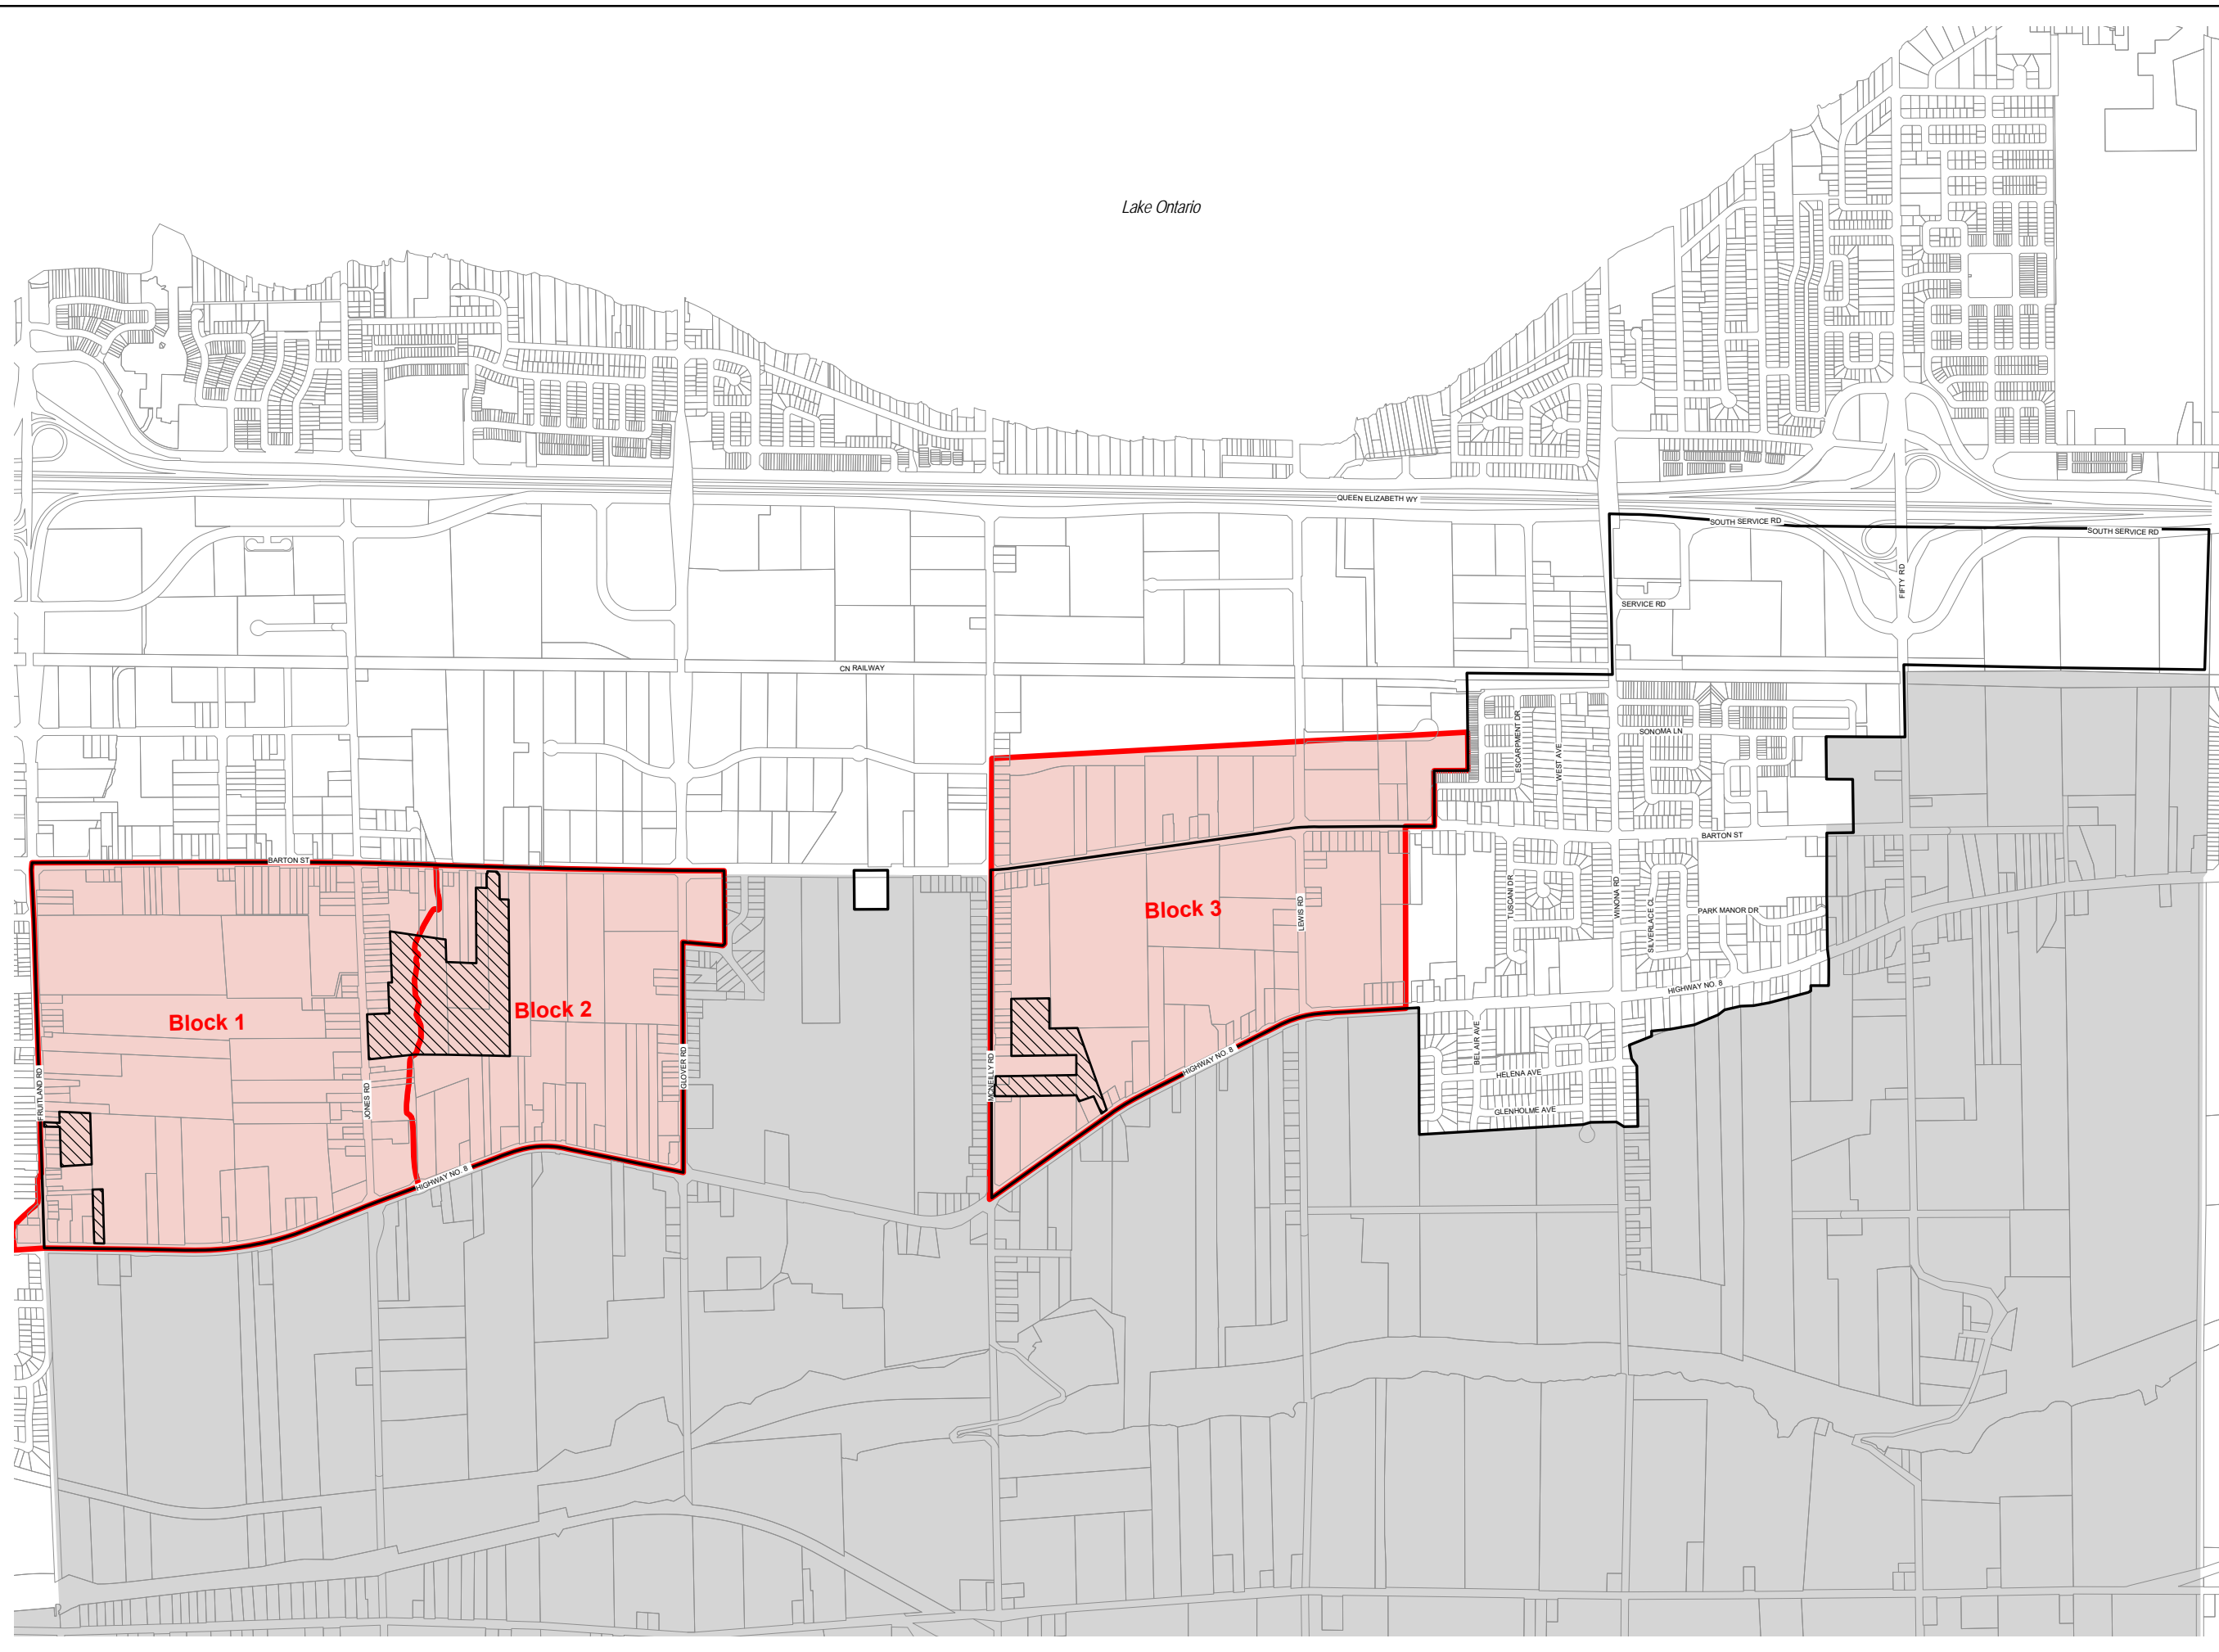 Lake Ontario
QUEEN ELIZABETH WY
SOUTH SERVICE RD
SOUTH SERVICE RD
FIFTY RD
SERVICE RD
CN RAILWAY
ESCARPMENT DR
WEST AVE
SONOMA LN
BARTON ST
BARTON ST
TUSCANI DR
WINONA RD
SILVERLACE CL
PARK MANOR DR
LEWIS RD
Block 3
Block 1
Block 2
HIGHWAY NO. 8
BEL AIR AVE
HELENA AVE
GLENHOLME AVE
FRUITLAND RD
JONES RD
GLOVER RD
MCNEILLY RD
HIGHWAY NO. 8
HIGHWAY NO. 8